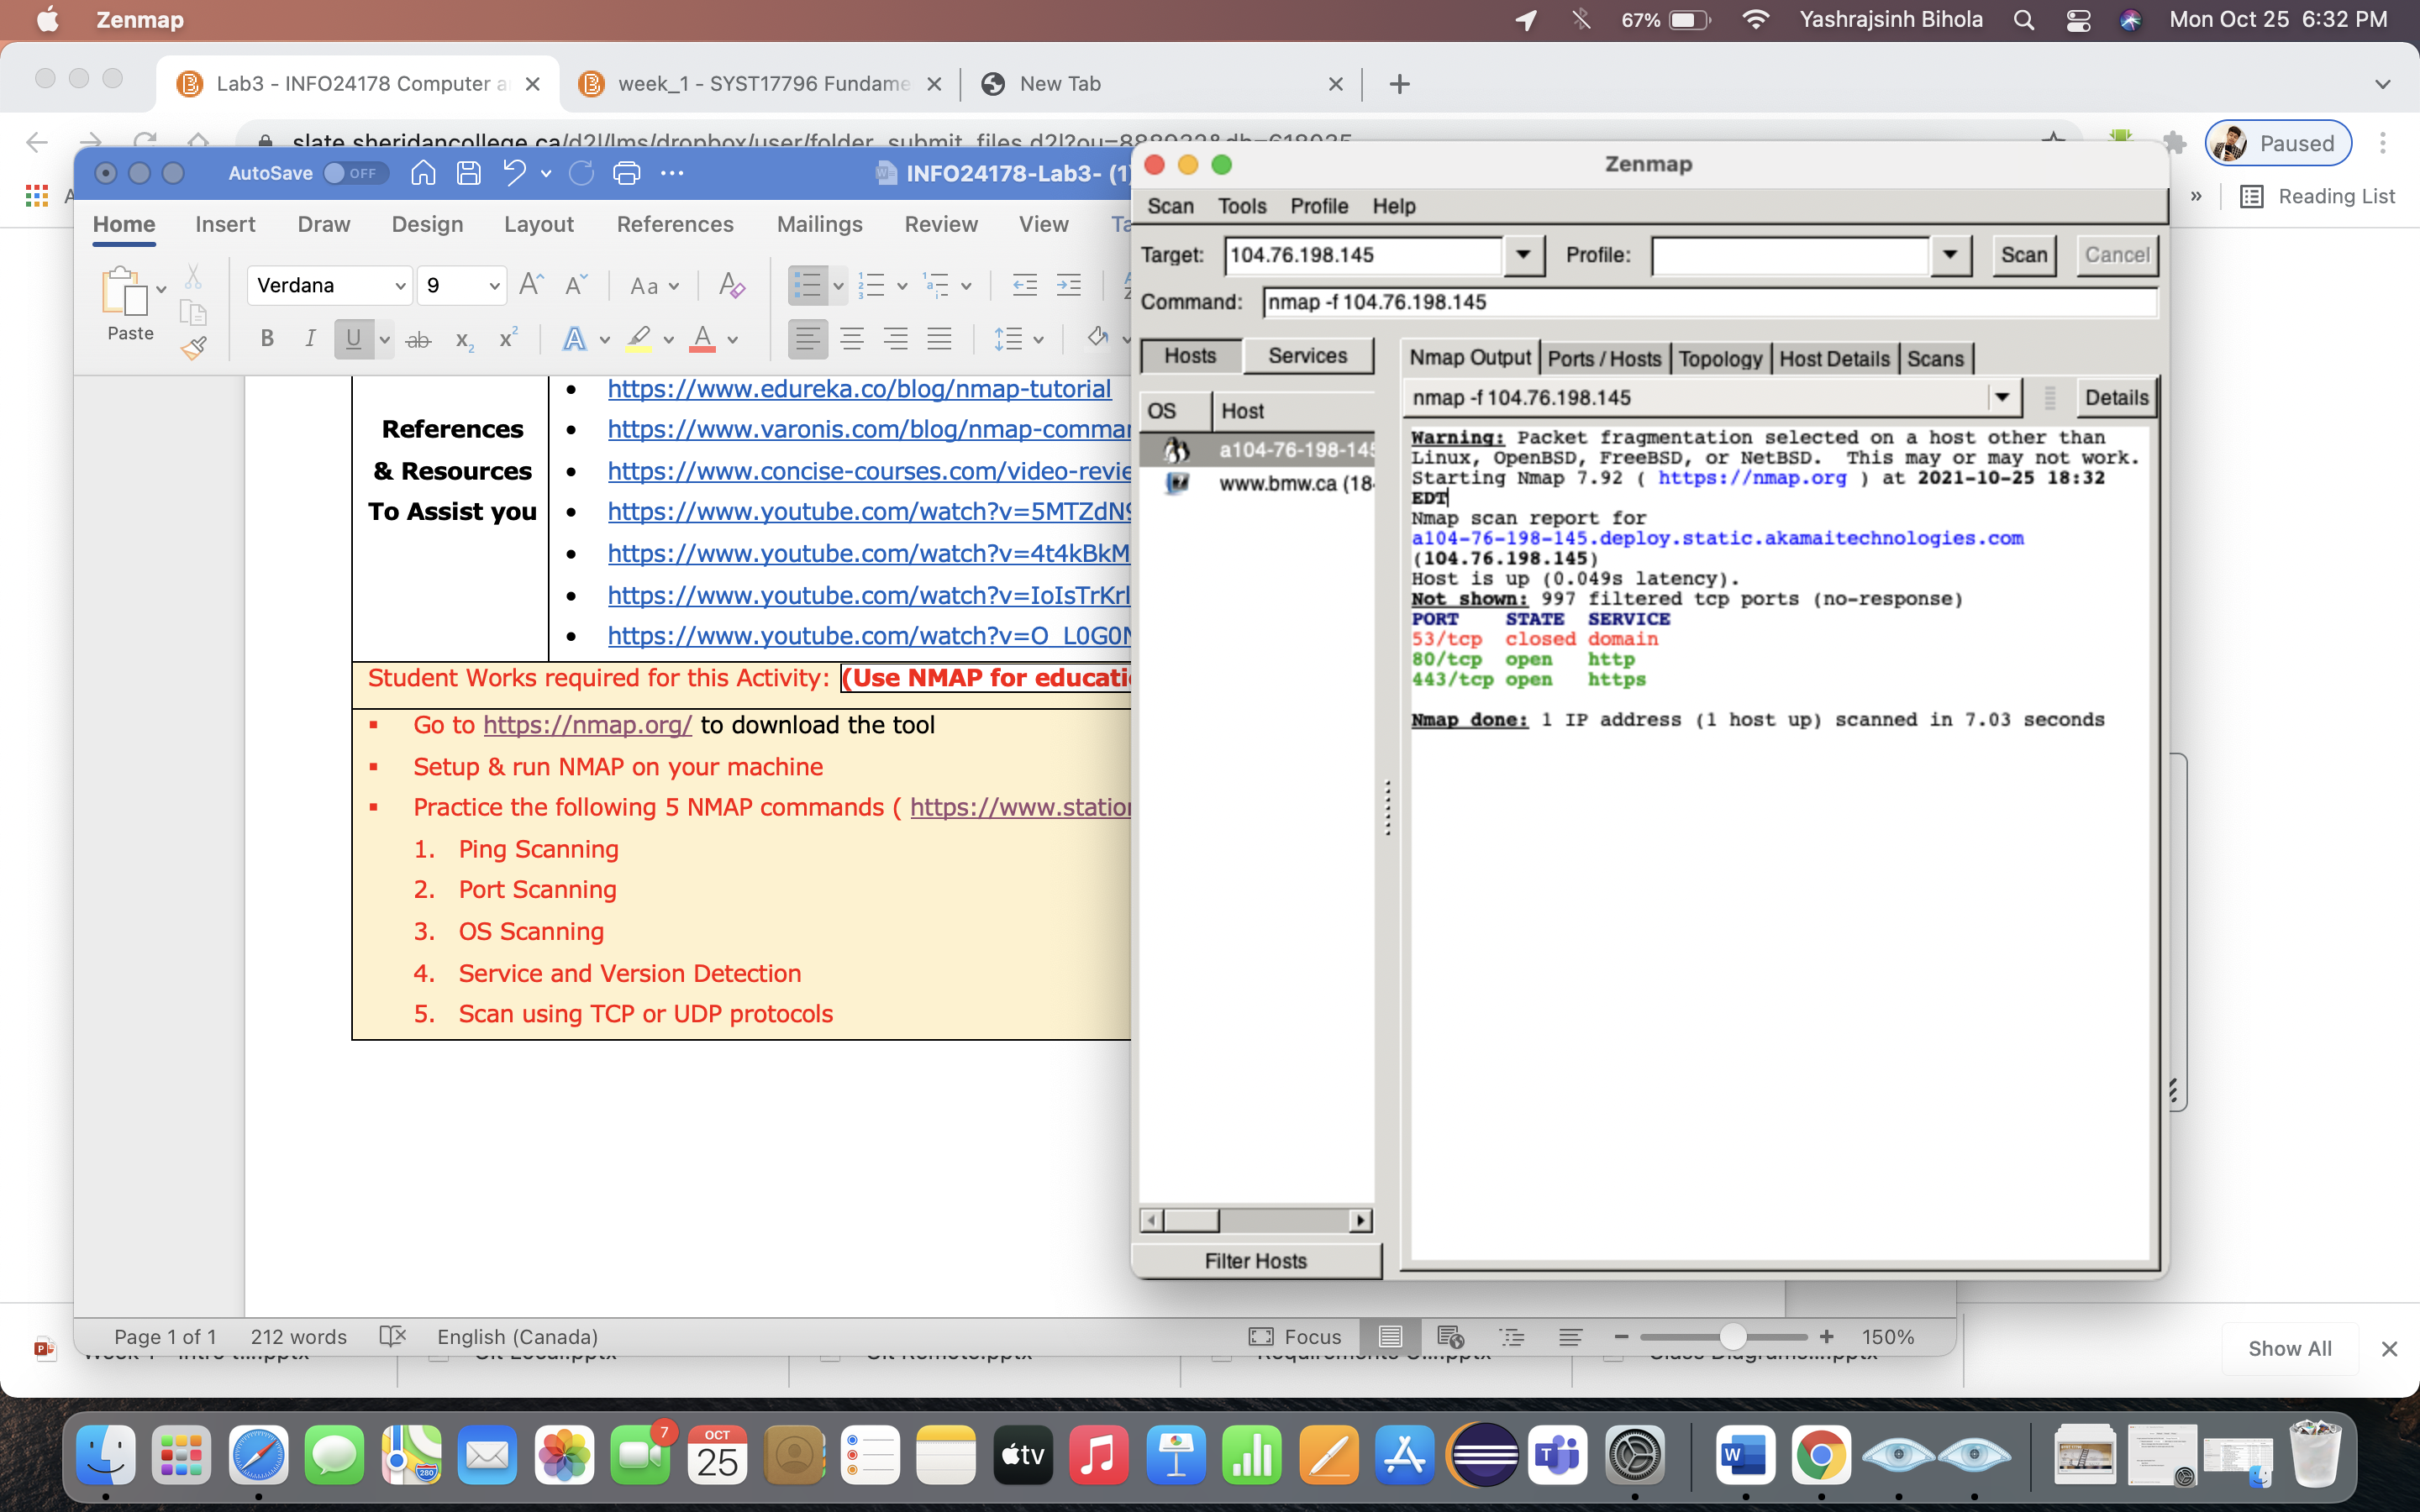 Zenmap
67%
Yashrajsinh Bihola
Mon Oct 25 6:32 PM
Lab3 - INFO24178 Computer a
week_1 - SYST17796 Fundame
New Tab
slate.sheridancollege.ca/d2l/lms/dropbox/user/folder_submit_files.d2l?ou=888932&db=618035
Paused
Reading List
AutoSave OFF
INFO24178-Lab3- (1)
Home Insert Draw Design Layout References Mailings Review View Ta
Paste
Verdana
9
Aa
B I U ab x₂ x²
References
& Resources
To Assist you
• https://www.edureka.co/blog/nmap-tutorial
• https://www.varonis.com/blog/nmap-commar
• https://www.concise-courses.com/video-revie
• https://www.youtube.com/watch?v=5MTZdN9
• https://www.youtube.com/watch?v=4t4kBkM
• https://www.youtube.com/watch?v=IoIsTrKrl
• https://www.youtube.com/watch?v=O_L0G0N
Student Works required for this Activity: (Use NMAP for educati
▪ Go to https://nmap.org/ to download the tool
▪ Setup & run NMAP on your machine
▪ Practice the following 5 NMAP commands ( https://www.station
1. Ping Scanning
2. Port Scanning
3. OS Scanning
4. Service and Version Detection
5. Scan using TCP or UDP protocols
Page 1 of 1 212 words English (Canada)
Focus
150%
Zenmap
Scan Tools Profile Help
Target: 104.76.198.145 Profile: Scan Cancel
Command: nmap -f 104.76.198.145
Hosts Services
OS Host
a104-76-198-145
www.bmw.ca (18
Filter Hosts
Nmap Output Ports / Hosts Topology Host Details Scans
nmap -f 104.76.198.145 Details
Warning: Packet fragmentation selected on a host other than
Linux, OpenBSD, FreeBSD, or NetBSD. This may or may not work.
Starting Nmap 7.92 ( https://nmap.org ) at 2021-10-25 18:32
EDT
Nmap scan report for
a104-76-198-145.deploy.static.akamaitechnologies.com
(104.76.198.145)
Host is up (0.049s latency).
Not shown: 997 filtered tcp ports (no-response)
PORT STATE SERVICE
53/tcp closed domain
80/tcp open http
443/tcp open https
Nmap done: 1 IP address (1 host up) scanned in 7.03 seconds
Show All
7
OCT
25
tv
280